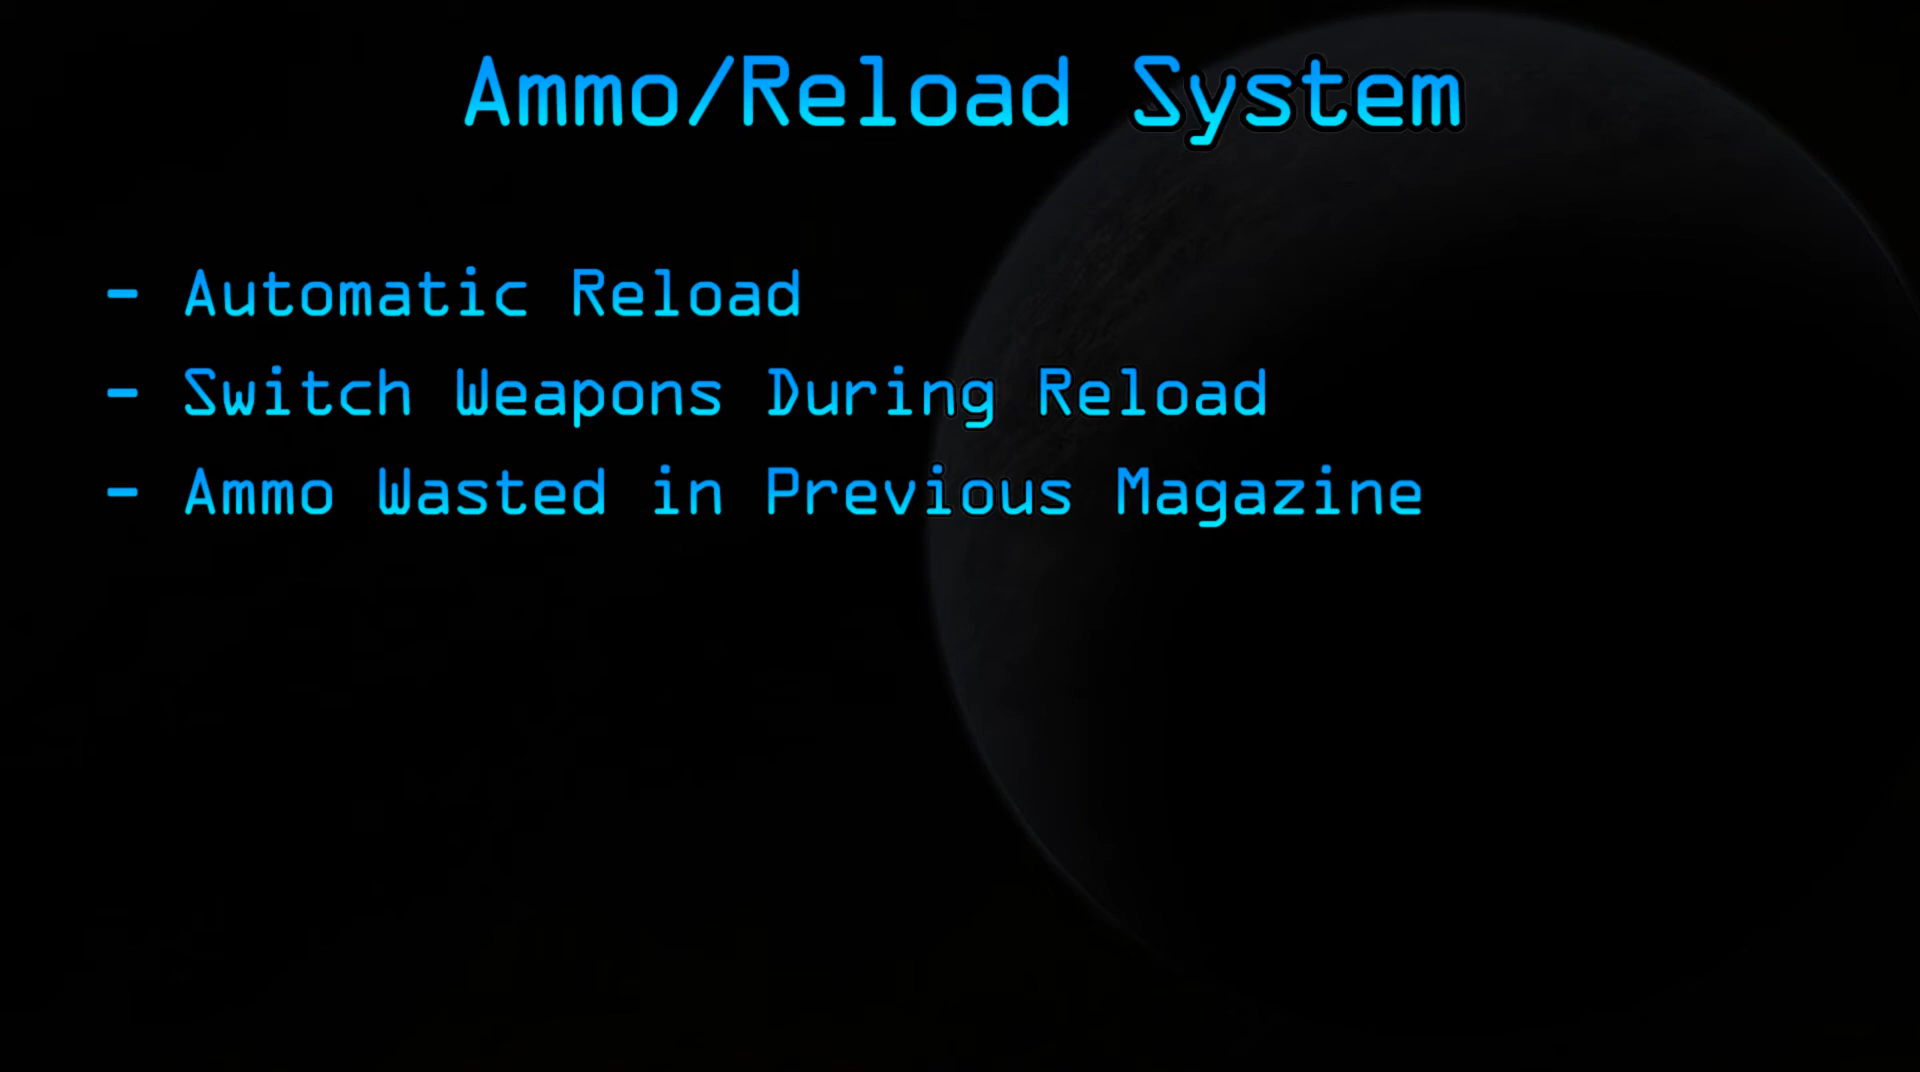 Ammo/Reload System
- Automatic Reload
- Switch Weapons During Reload
- Ammo Wasted in Previous Magazine